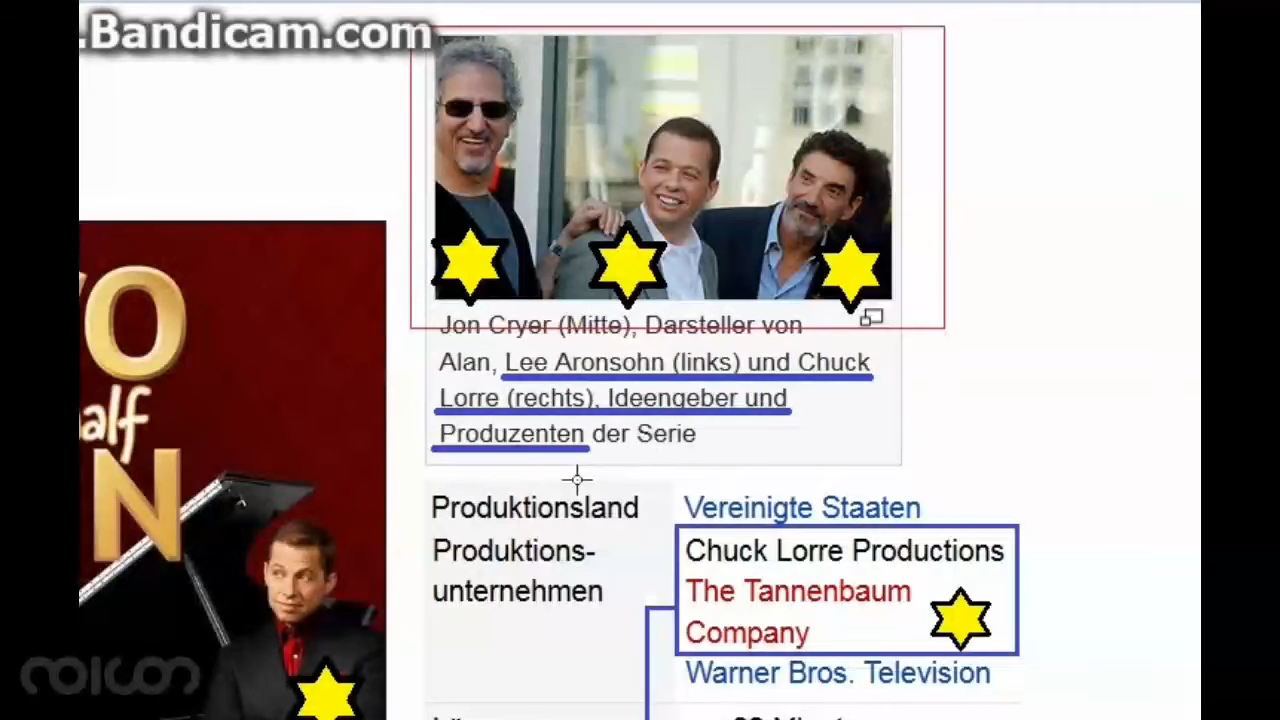 .Bandicam.com
Jon Cryer (Mitte), Darsteller von
Alan, Lee Aronsohn (links) und Chuck
Lorre (rechts), Ideengeber und
Produzenten der Serie
O
half
N
Produktionsland
Vereinigte Staaten
Produktions-
unternehmen
Chuck Lorre Productions
The Tannenbaum
Company
Warner Bros. Television